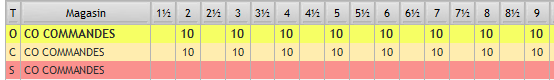 T Magasin 1½ 2 2½ 3 3½ 4 4½ 5 5½ 6 6½ 7 7½ 8 8½ 9
O CO COMMANDES 10 10 10 10 10 10 10 10
C CO COMMANDES 10 10 10 10 10 10 10 10
S CO COMMANDES